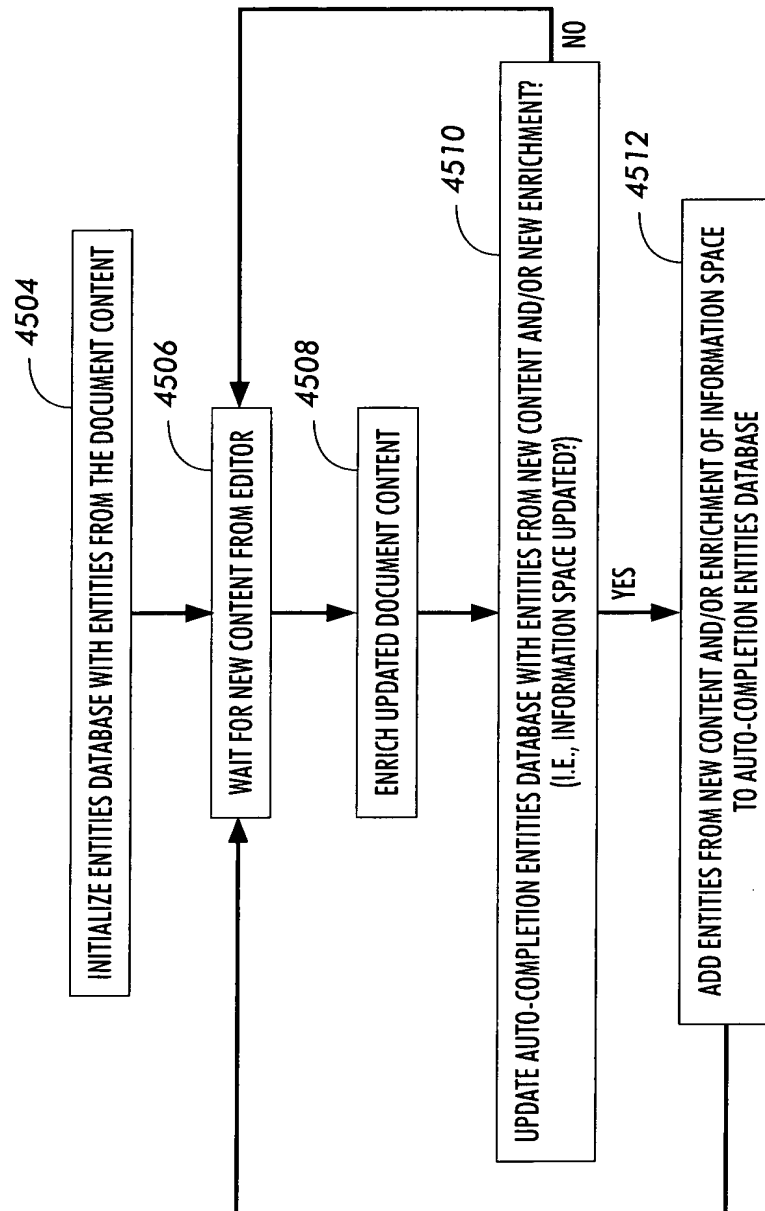 4504
INITIALIZE ENTITIES DATABASE WITH ENTITIES FROM THE DOCUMENT CONTENT
4506
WAIT FOR NEW CONTENT FROM EDITOR
4508
ENRICH UPDATED DOCUMENT CONTENT
4510
UPDATE AUTO-COMPLETION ENTITIES DATABASE WITH ENTITIES FROM NEW CONTENT AND/OR NEW ENRICHMENT?
(I.E., INFORMATION SPACE UPDATED?)
NO
YES
4512
ADD ENTITIES FROM NEW CONTENT AND/OR ENRICHMENT OF INFORMATION SPACE
TO AUTO-COMPLETION ENTITIES DATABASE